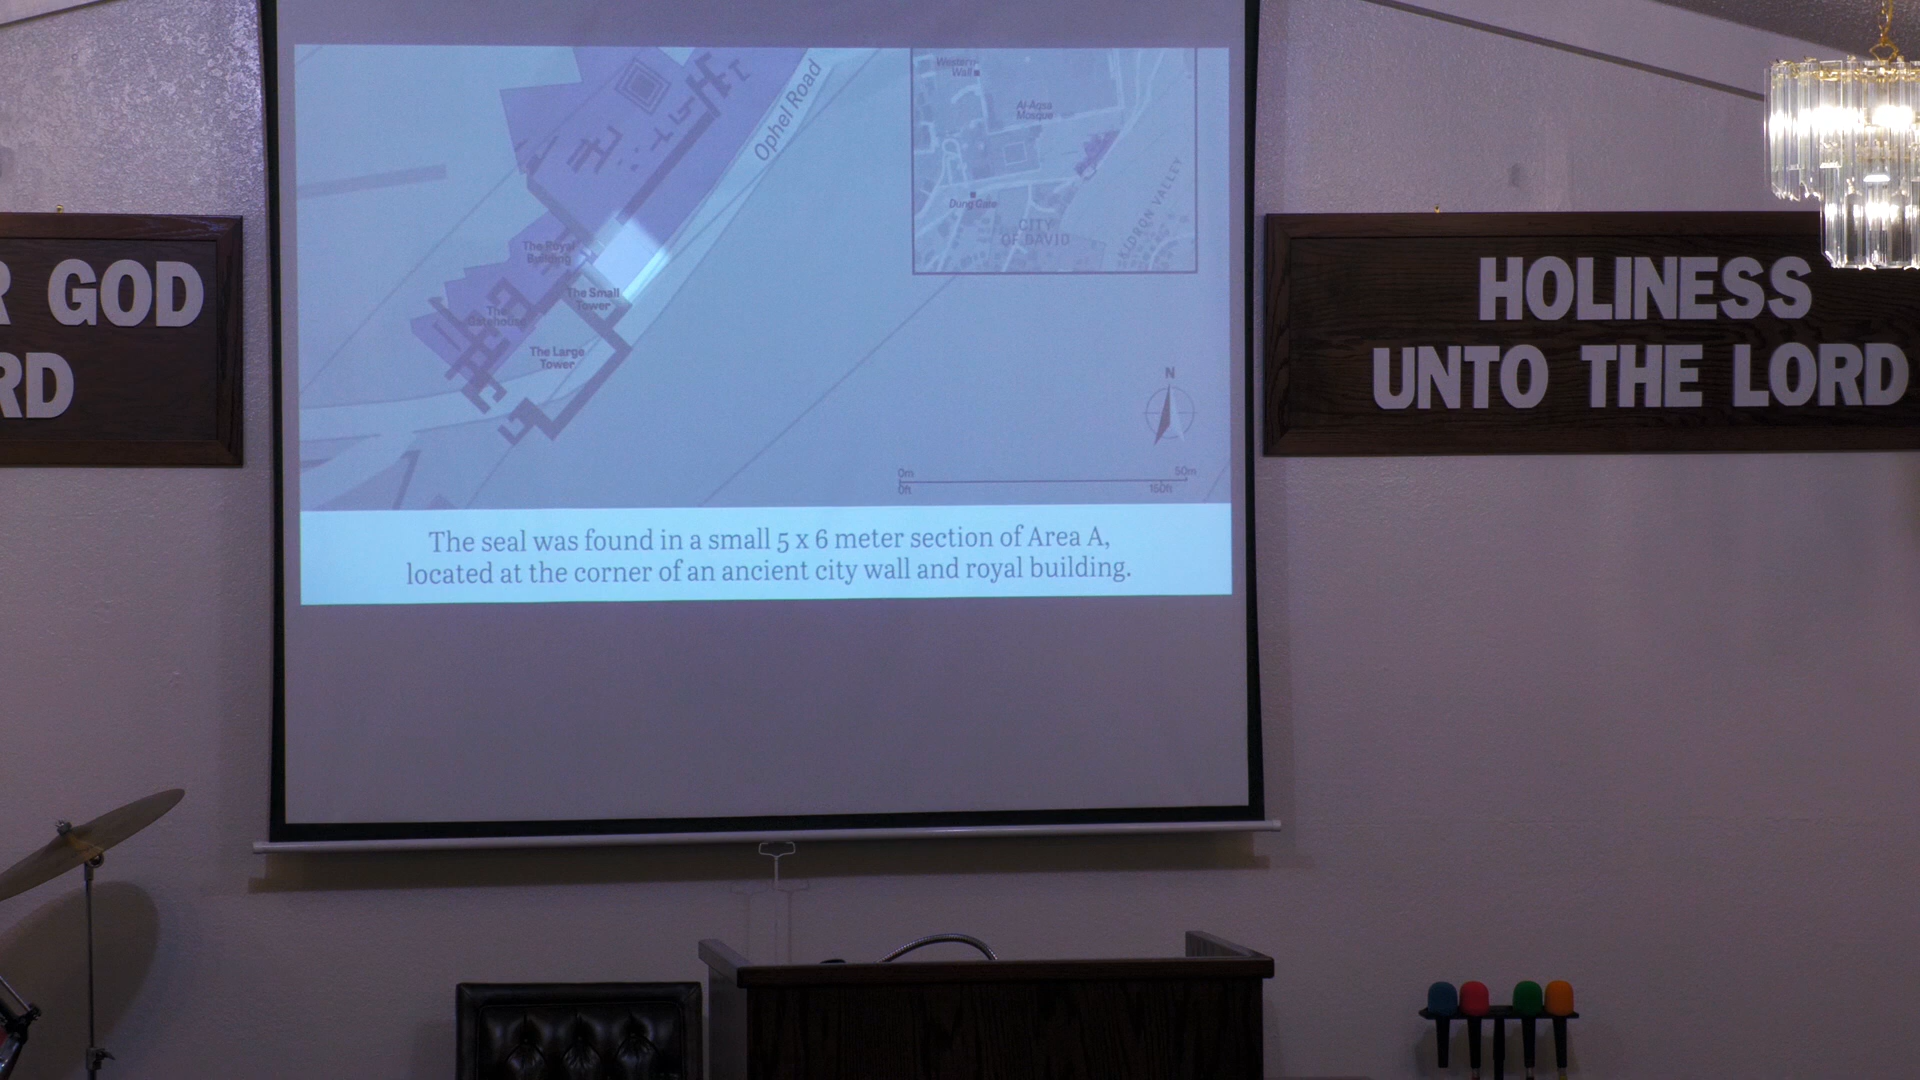 Ophel Road
The Royal
Building
The Small
Tower
The
Gatehouse
The Large
Tower
Western
Wall
Al-Aqsa
Mosque
Dung Gate
CITY
OF DAVID
KIDRON VALLEY
N
0m
50m
0ft
150ft
The seal was found in a small 5 x 6 meter section of Area A,
located at the corner of an ancient city wall and royal building.
GOD
HOLINESS
UNTO THE LORD